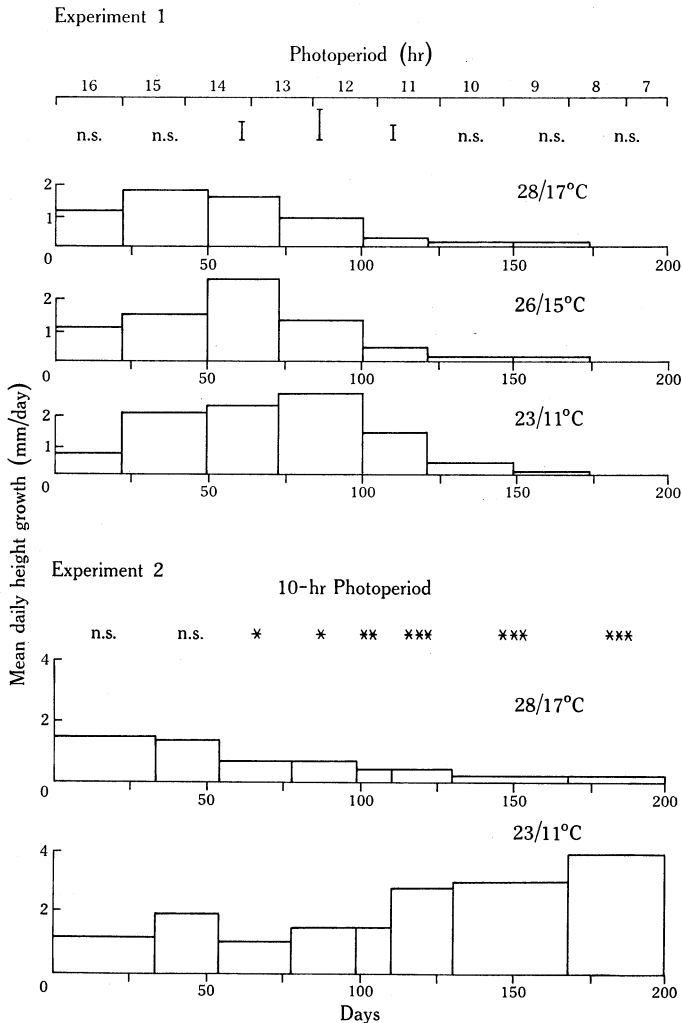 Experiment 1
Photoperiod (hr)
16 15 14 13 12 11 10 9 8 7
n.s. n.s. n.s. n.s. n.s.
28/17°C
2
1
0 50 100 150 200
26/15°C
2
1
0 50 100 150 200
23/11°C
2
1
0 50 100 150 200
Mean daily height growth (mm/day)
Experiment 2
10-hr Photoperiod
n.s. n.s. * * ** *** *** ***
4
28/17°C
2
0 50 100 150 200
23/11°C
4
2
0 50 100 150 200
Days